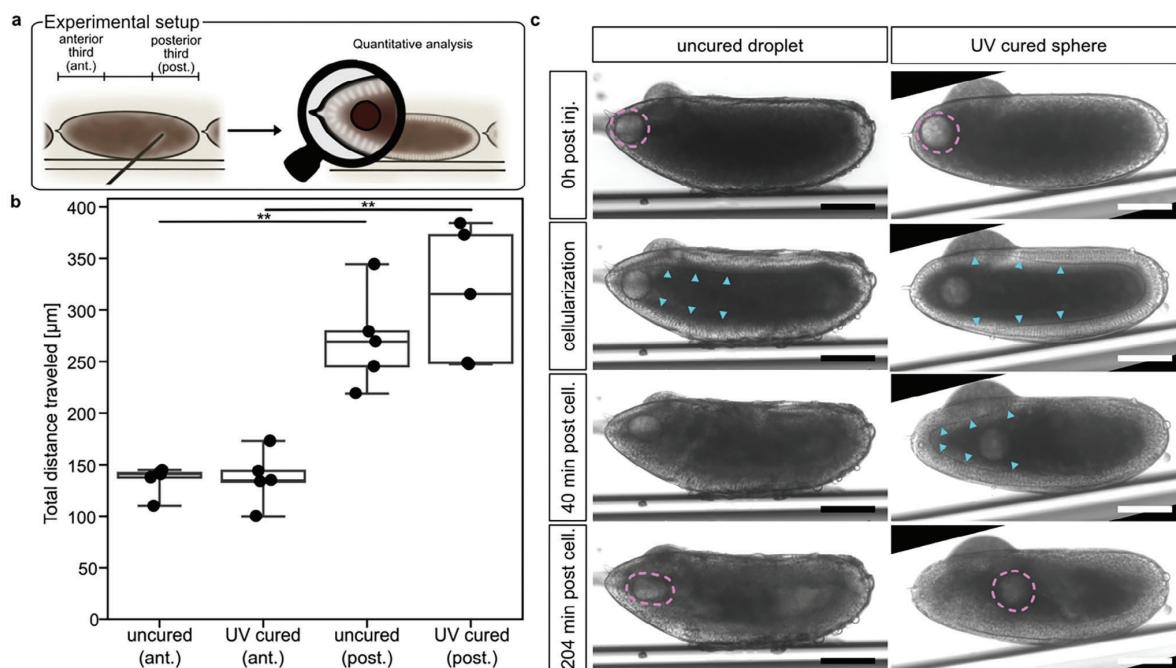 a
Experimental setup
anterior
third
(ant.)
posterior
third
(post.)
Quantitative analysis
b
Total distance traveled [µm]
400
350
300
250
200
150
100
50
0
**
**
uncured
(ant.)
UV cured
(ant.)
uncured
(post.)
UV cured
(post.)
c
uncured droplet
UV cured sphere
0h post inj.
cellularization
40 min post cell.
204 min post cell.